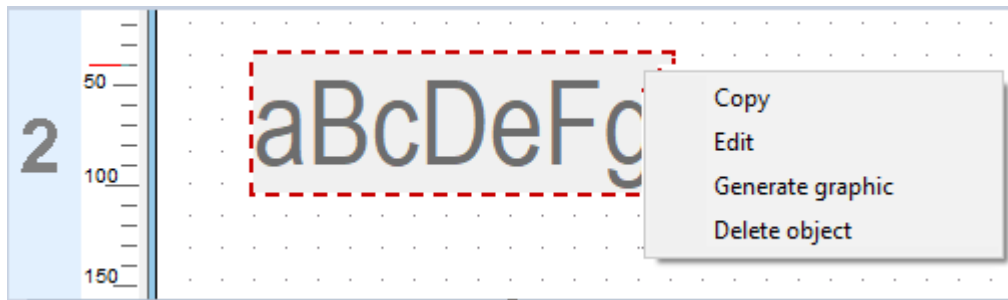 2
50
100
150
aBcDeFg
Copy
Edit
Generate graphic
Delete object